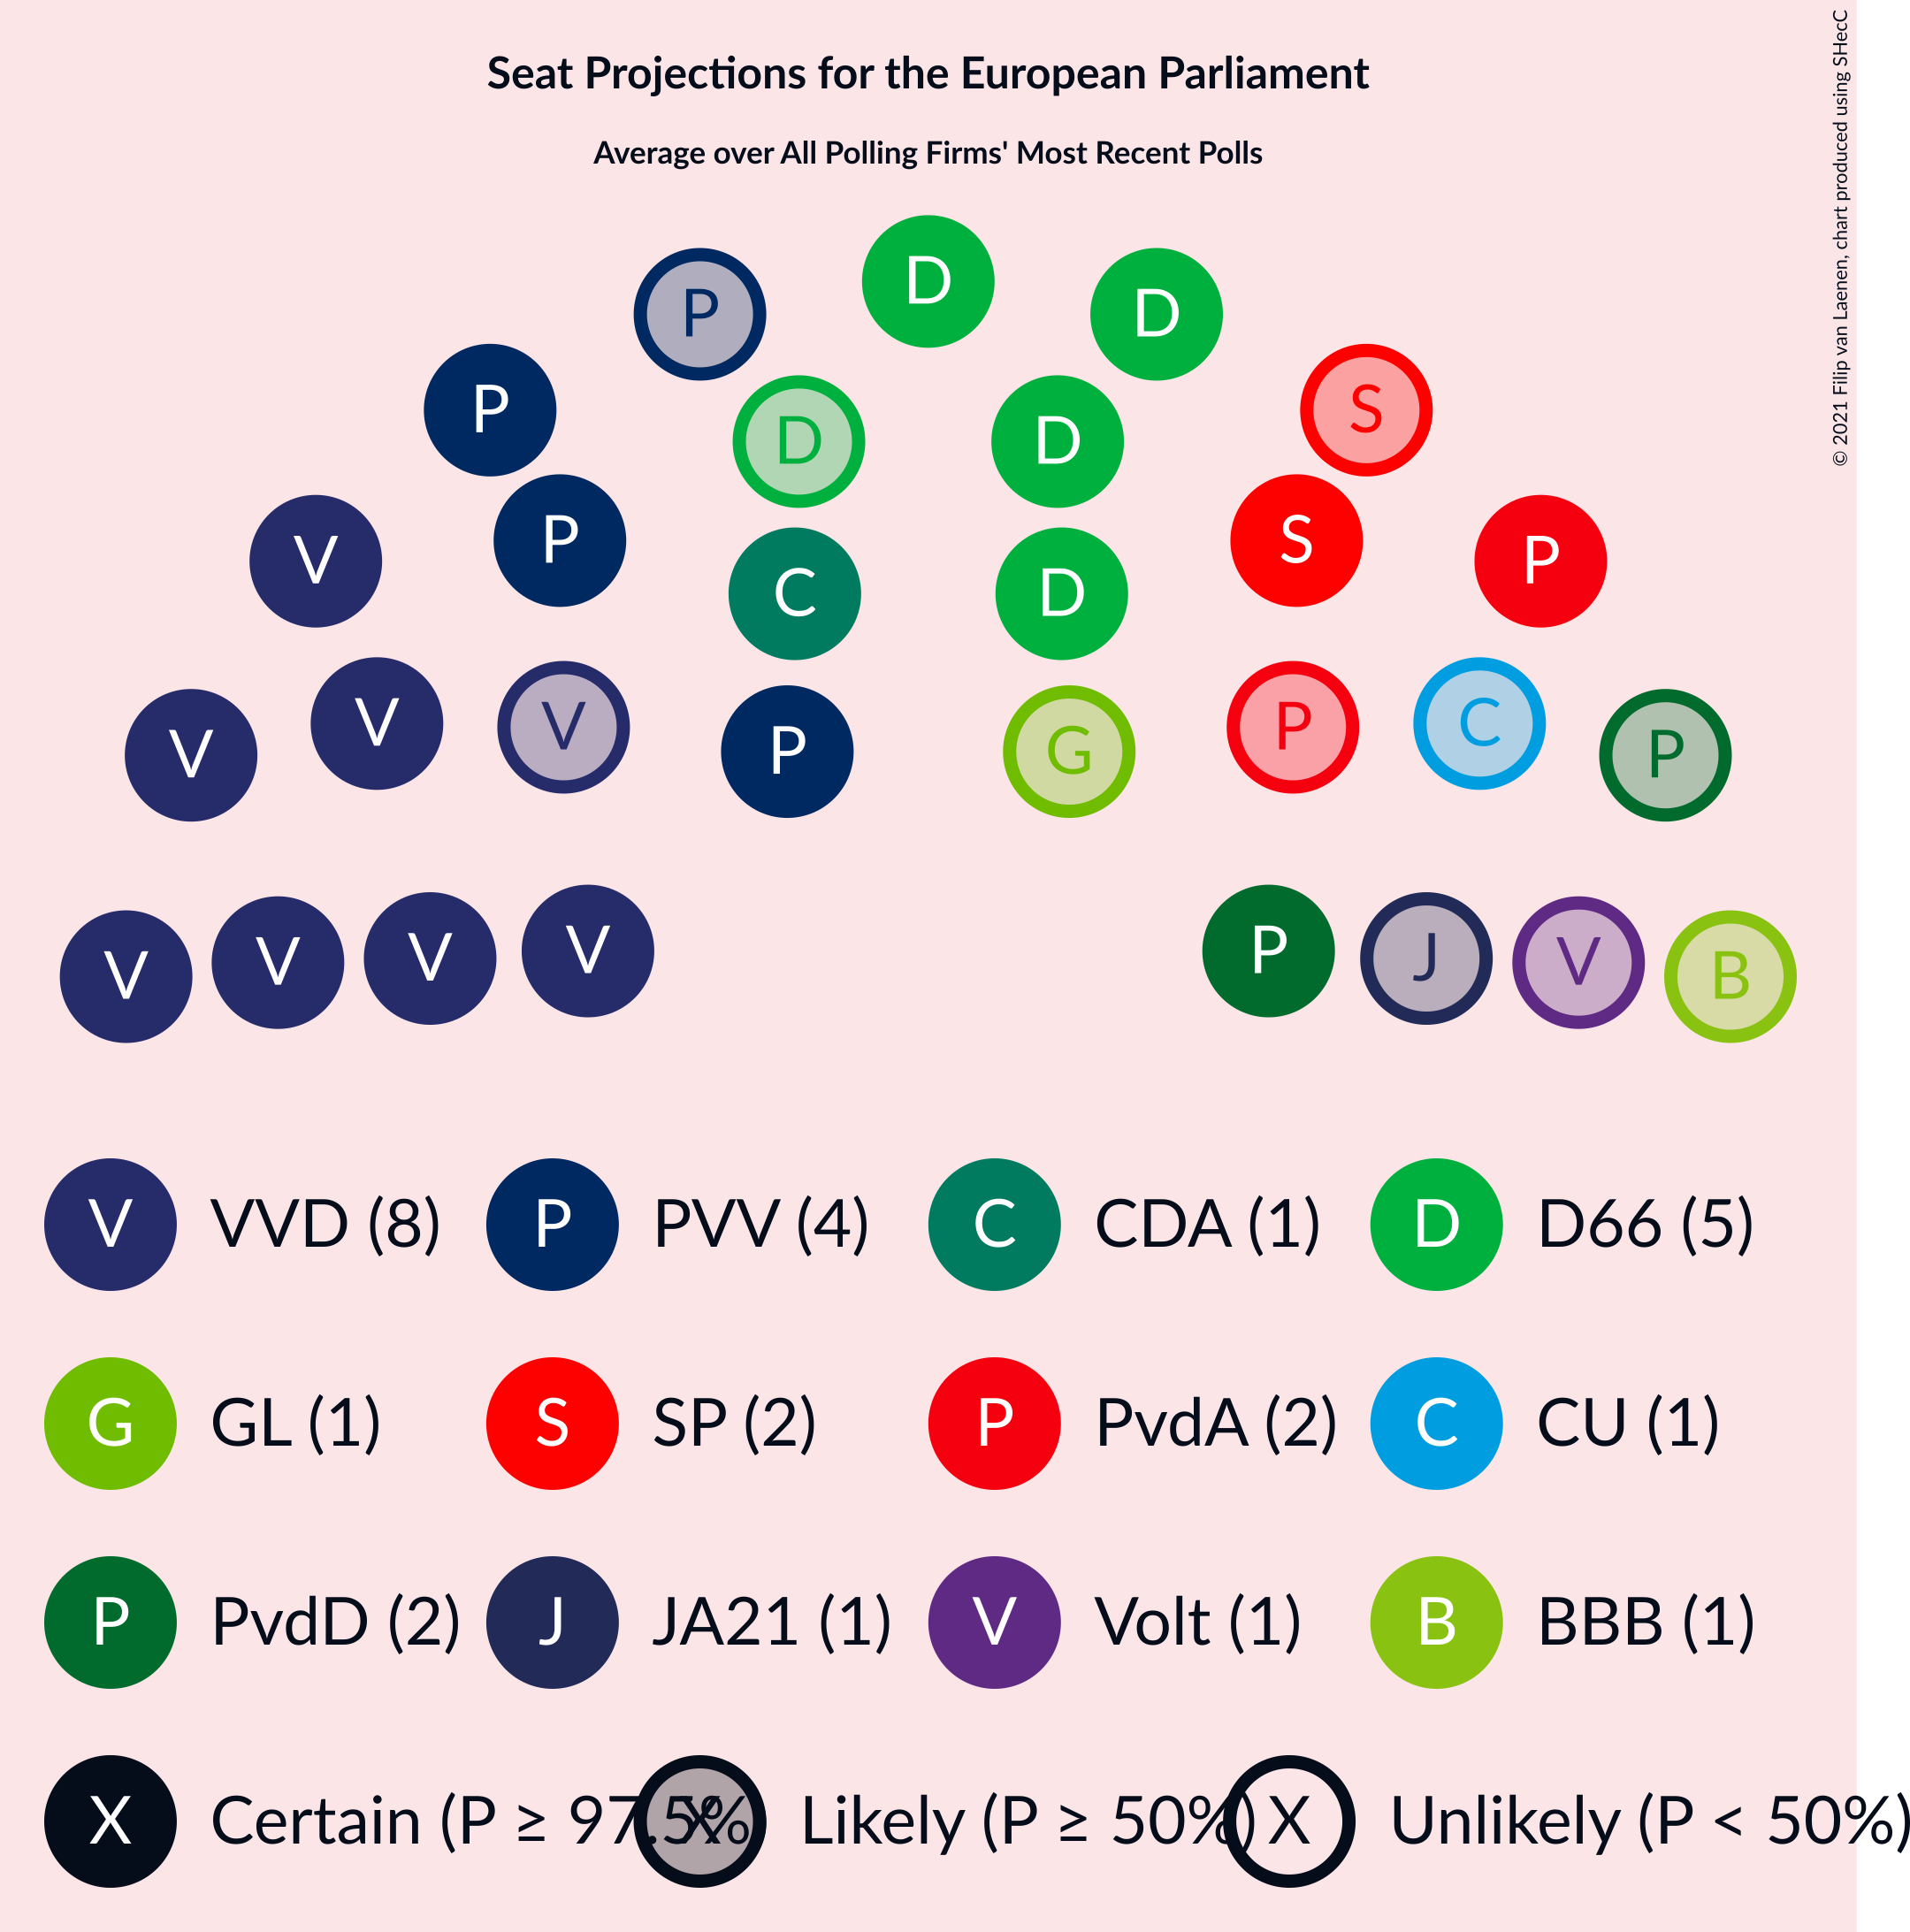 Seat Projections for the European Parliament
Average over All Polling Firms' Most Recent Polls
© 2021 Filip van Laenen, chart produced using SHecC
D
P D
P S
D D
V P S P
C D
V V V P G P C P
V V V V P J V B
V VVD (8) P PVV (4) C CDA (1) D D66 (5)
G GL (1) S SP (2) P PvdA (2) C CU (1)
P PvdD (2) J JA21 (1) V Volt (1) B BBB (1)
X Certain (P ≥ 97.5% X Likely (P ≥ 50%) X Unlikely (P < 50%)